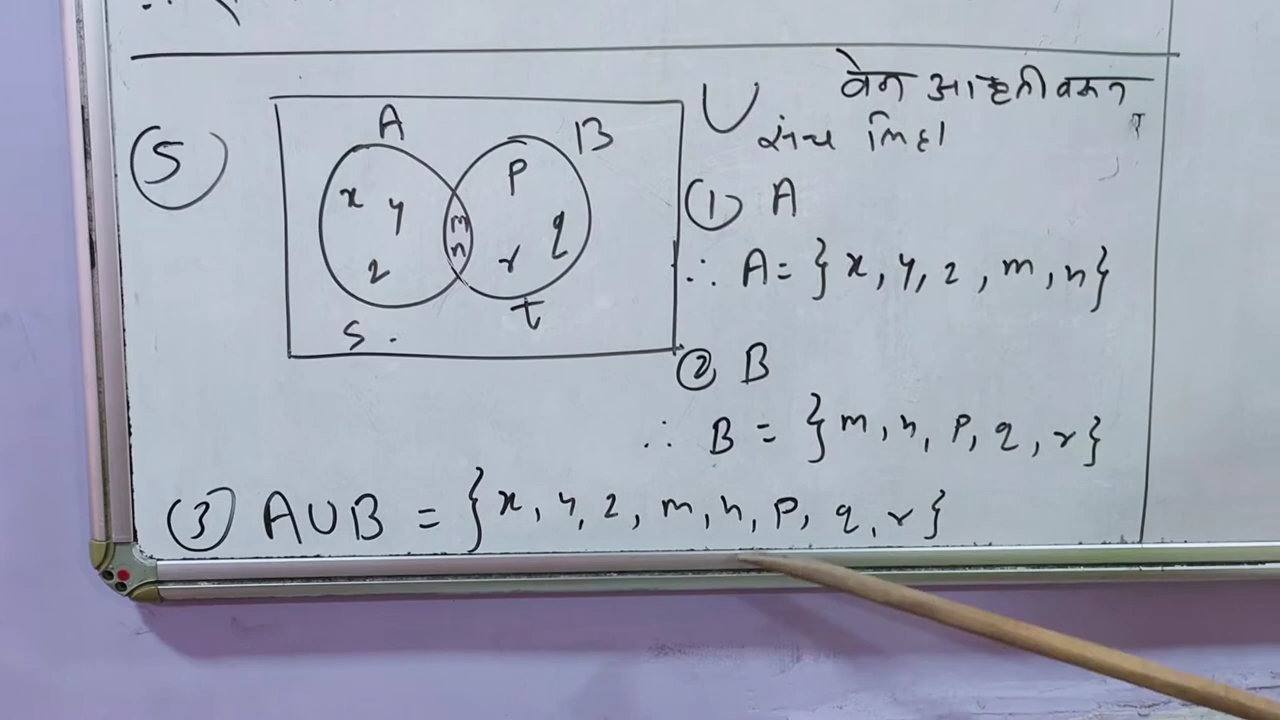 वेन आकृतीवरून
संच लिहा
(5)
U
A
B
x y z
m n
p q r
s
t
(1) A
∴ A = {x, y, z, m, n}
(2) B
∴ B = {m, n, p, q, r}
(3) A∪B = {x, y, z, m, n, p, q, r}